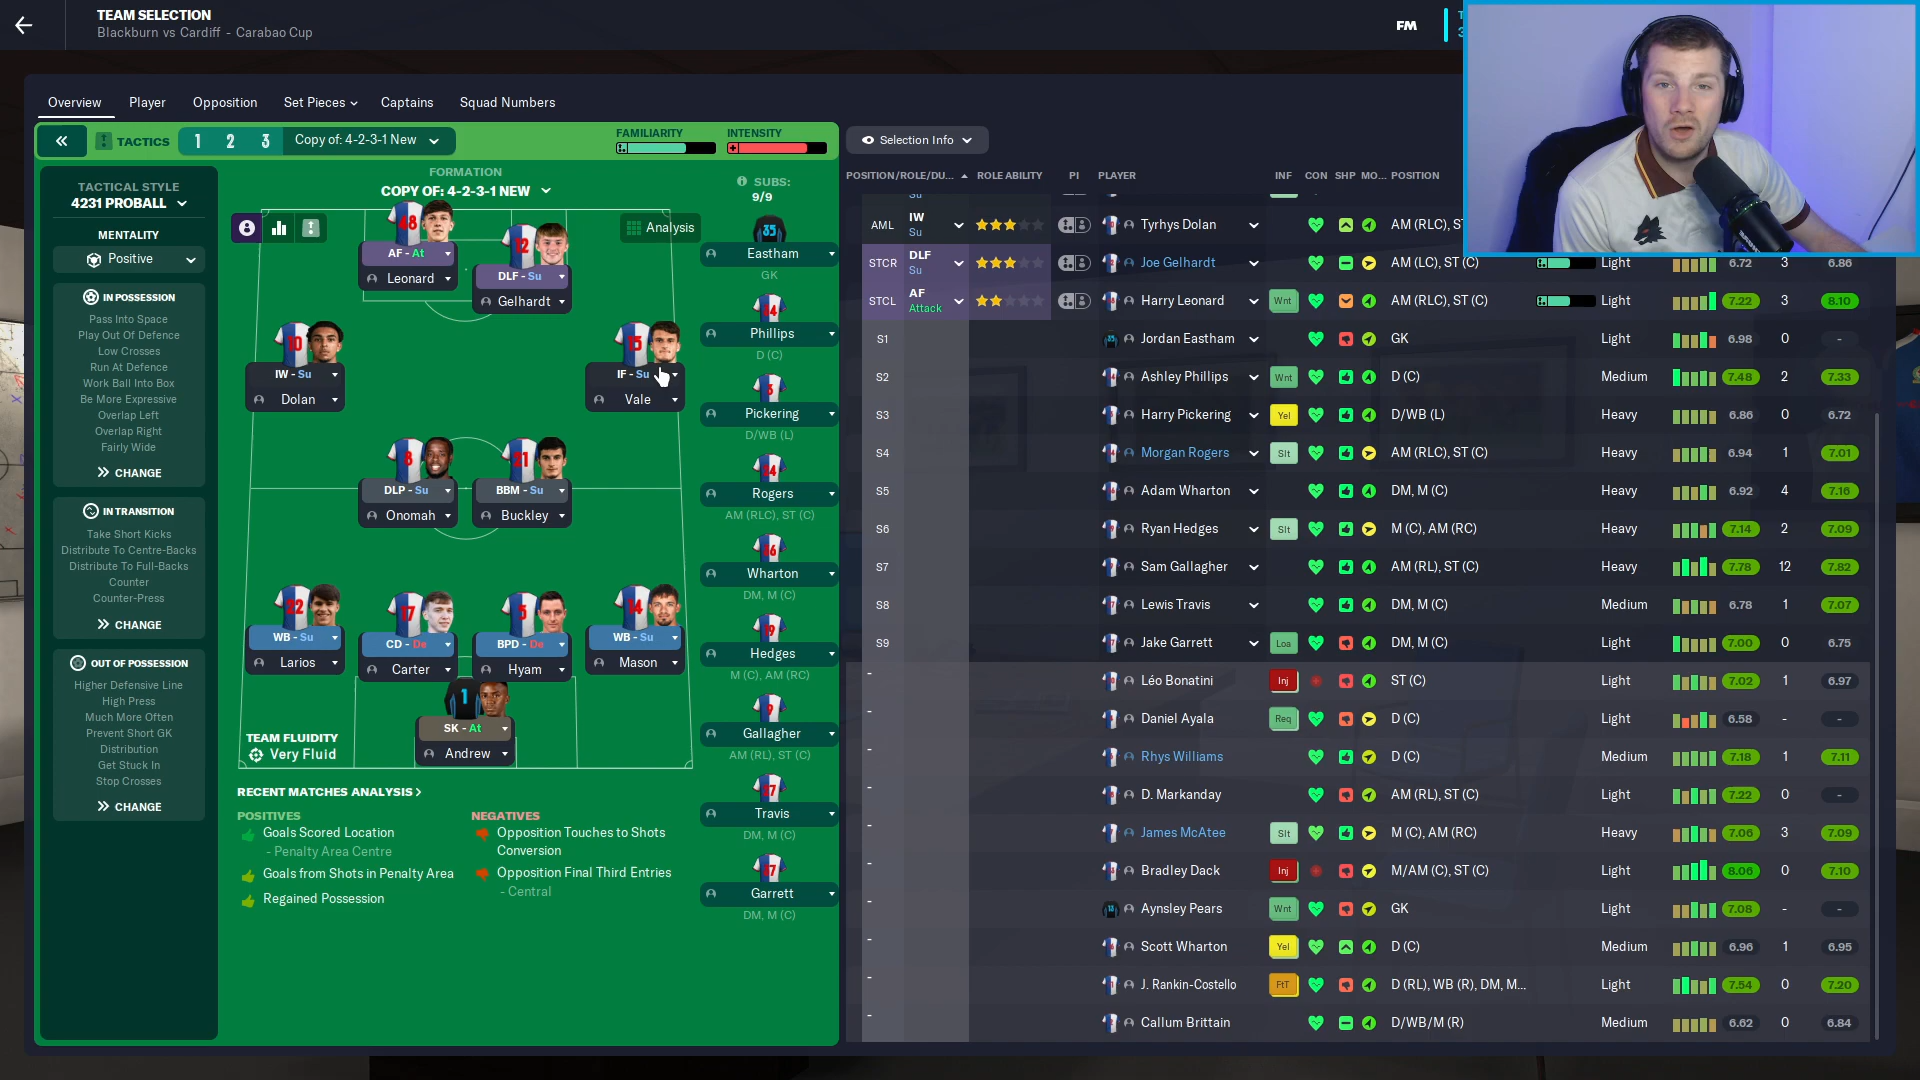 TEAM SELECTION
Blackburn vs Cardiff - Carabao Cup
FM
Overview
Player
Opposition
Set Pieces
Captains
Squad Numbers
TACTICS
1 2 3
Copy of: 4-2-3-1 New
FAMILIARITY
INTENSITY
Selection Info
TACTICAL STYLE
4231 PROBALL
MENTALITY
Positive
IN POSSESSION
Pass Into Space
Play Out Of Defence
Low Crosses
Run At Defence
Work Ball Into Box
Be More Expressive
Overlap Left
Overlap Right
Fairly Wide
CHANGE
IN TRANSITION
Take Short Kicks
Distribute To Centre-Backs
Distribute To Full-Backs
Counter
Counter-Press
CHANGE
OUT OF POSSESSION
Higher Defensive Line
High Press
Much More Often
Prevent Short GK
Distribution
Get Stuck In
Stop Crosses
CHANGE
FORMATION
COPY OF: 4-2-3-1 NEW
SUBS:
9/9
Analysis
48
AF - At
Leonard
12
DLF - Su
Gelhardt
10
IW - Su
Dolan
15
IF - Su
Vale
8
DLP - Su
Onomah
21
BBM - Su
Buckley
22
WB - Su
Larios
17
CD - De
Carter
5
BPD - De
Hyam
14
WB - Su
Mason
1
SK - At
Andrew
TEAM FLUIDITY
Very Fluid
35
Eastham
GK
Phillips
D (C)
3
Pickering
D/WB (L)
Rogers
AM (RLC), ST (C)
Wharton
DM, M (C)
19
Hedges
M (C), AM (RC)
9
Gallagher
AM (RL), ST (C)
27
Travis
DM, M (C)
Garrett
DM, M (C)
RECENT MATCHES ANALYSIS >
POSITIVES
Goals Scored Location
- Penalty Area Centre
Goals from Shots in Penalty Area
Regained Possession
NEGATIVES
Opposition Touches to Shots
Conversion
Opposition Final Third Entries
- Central
POSITION/ROLE/DU... ROLE ABILITY PI PLAYER INF CON SHP MO... POSITION
Su
AML IW Su Tyrhys Dolan AM (RLC), ST
STCR DLF Su Joe Gelhardt AM (LC), ST (C) Light 6.72 3 6.86
STCL AF Attack Harry Leonard Wnt AM (RLC), ST (C) Light 7.22 3 8.10
S1 Jordan Eastham GK Light 6.98 0 -
S2 Ashley Phillips Wnt D (C) Medium 7.48 2 7.33
S3 Harry Pickering Yel D/WB (L) Heavy 6.86 0 6.72
S4 Morgan Rogers Slt AM (RLC), ST (C) Heavy 6.94 1 7.01
S5 Adam Wharton DM, M (C) Heavy 6.92 4 7.16
S6 Ryan Hedges Slt M (C), AM (RC) Heavy 7.14 2 7.09
S7 Sam Gallagher AM (RL), ST (C) Heavy 7.78 12 7.82
S8 Lewis Travis DM, M (C) Medium 6.78 1 7.07
S9 Jake Garrett Loa DM, M (C) Light 7.00 0 6.75
- Léo Bonatini Inj ST (C) Light 7.02 1 6.97
- Daniel Ayala Req D (C) Light 6.58 - -
- Rhys Williams D (C) Medium 7.18 1 7.11
- D. Markanday AM (RL), ST (C) Light 7.22 0 -
- James McAtee Slt M (C), AM (RC) Heavy 7.06 3 7.09
- Bradley Dack Inj M/AM (C), ST (C) Light 8.06 0 7.10
- Aynsley Pears Wnt GK Light 7.08 - -
- Scott Wharton Yel D (C) Medium 6.96 1 6.95
- J. Rankin-Costello FtT D (RL), WB (R), DM, M... Light 7.54 0 7.20
- Callum Brittain D/WB/M (R) Medium 6.62 0 6.84